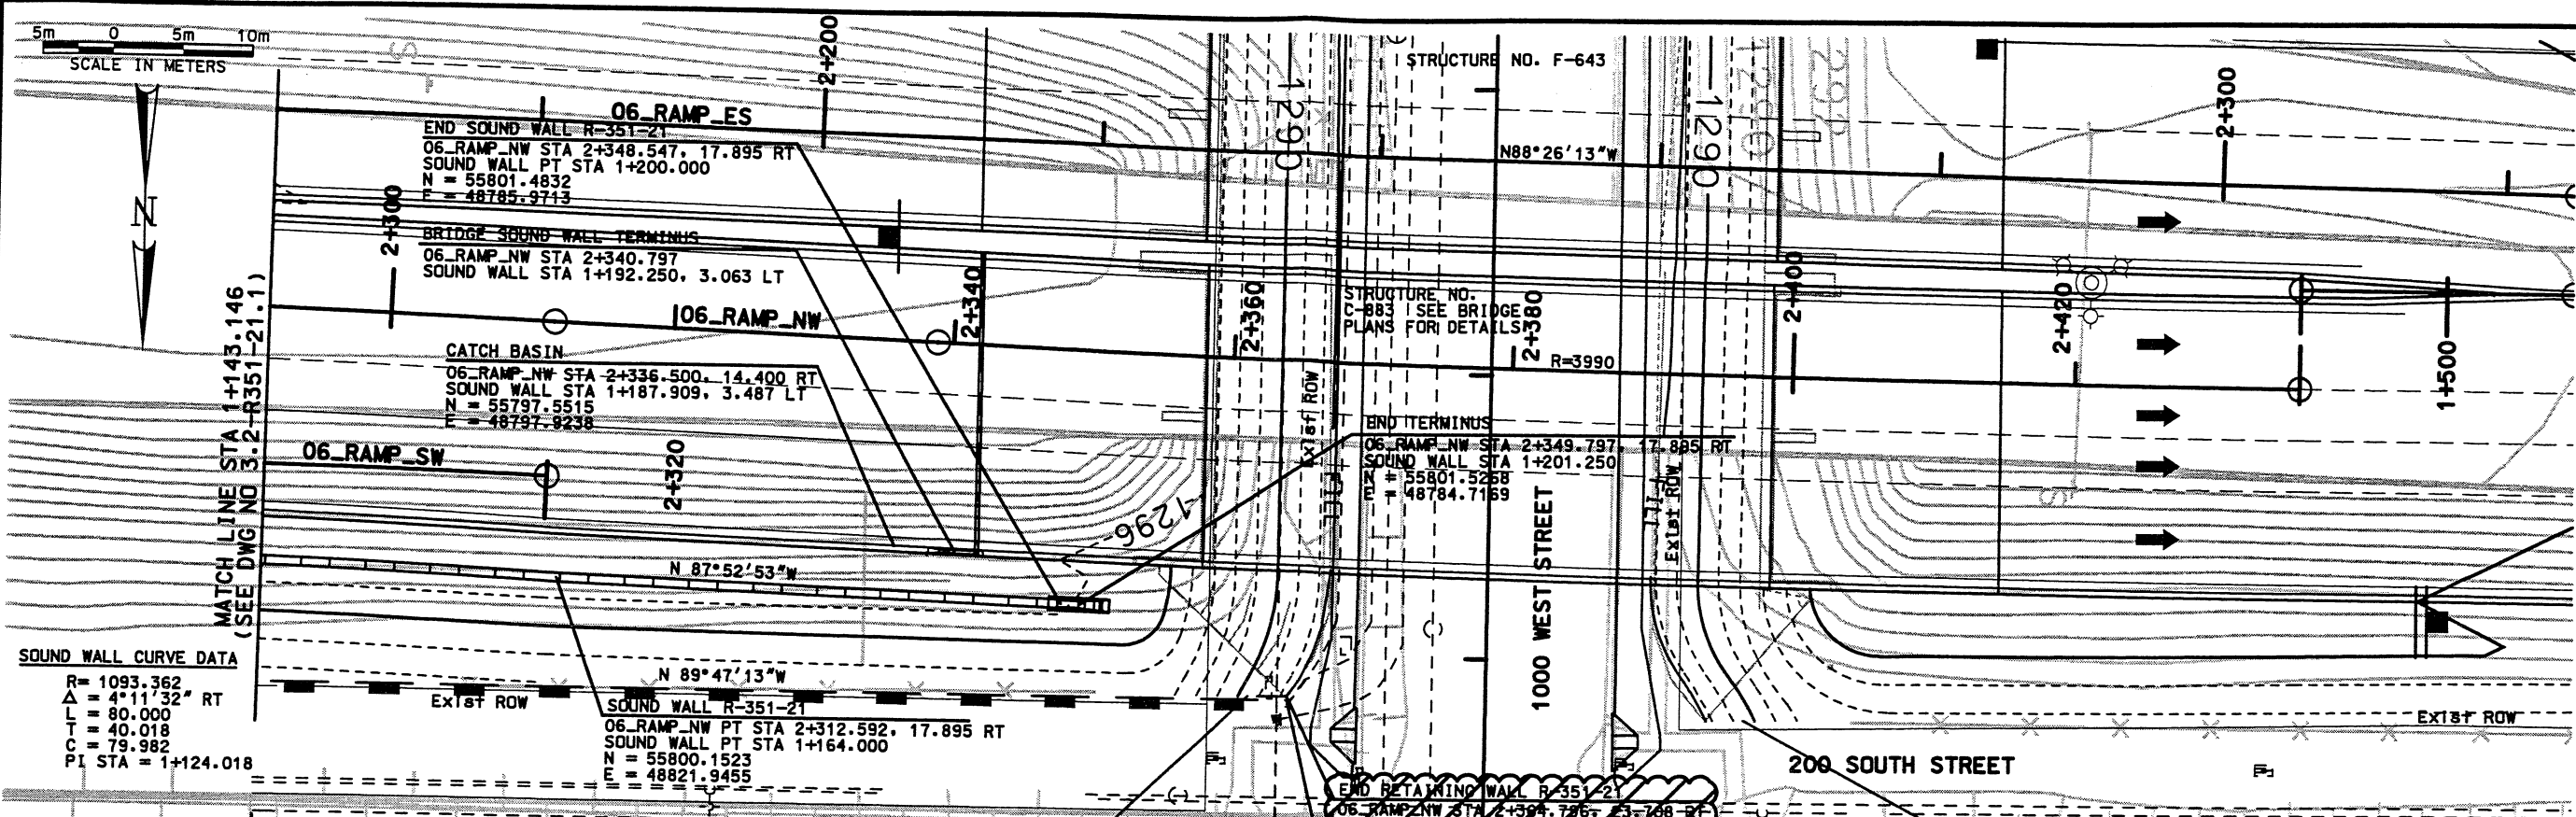 5m 0 5m 10m
SCALE IN METERS
N
2+200
06_RAMP_ES
END SOUND WALL R-351-21
06_RAMP_NW STA 2+348.547, 17.895 RT
SOUND WALL PT STA 1+200.000
N = 55801.4832
E = 48785.9713
2+300
BRIDGE SOUND WALL TERMINUS
06_RAMP_NW STA 2+340.797
SOUND WALL STA 1+192.250, 3.063 LT
06_RAMP_NW
2+340
2+360
CATCH BASIN
06_RAMP_NW STA 2+336.500, 14.400 RT
SOUND WALL STA 1+187.909, 3.487 LT
N = 55797.5515
E = 48797.9238
06_RAMP_SW
2+320
MATCH LINE STA 1+143.146
(SEE DWG NO 3.2-R351-21.1)
STRUCTURE NO. F-643
1290
1290
1290
N88°26'13"W
2+300
STRUCTURE NO.
C-883 SEE BRIDGE
PLANS FOR DETAILS
2+380
2+400
2+420
1+500
R=3990
Exist ROW
END TERMINUS
06_RAMP_NW STA 2+349.797, 17.895 RT
SOUND WALL STA 1+201.250
N = 55801.5268
E = 48784.7169
Exist ROW
1296
1000 WEST STREET
N 87°52'53"W
N 89°47'13"W
Exist ROW
SOUND WALL CURVE DATA
R= 1093.362
Δ = 4°11'32" RT
L = 80.000
T = 40.018
C = 79.982
PI STA = 1+124.018
SOUND WALL R-351-21
06_RAMP_NW PT STA 2+312.592, 17.895 RT
SOUND WALL PT STA 1+164.000
N = 55800.1523
E = 48821.9455
Exist ROW
200 SOUTH STREET
END RETAINING WALL R-351-21